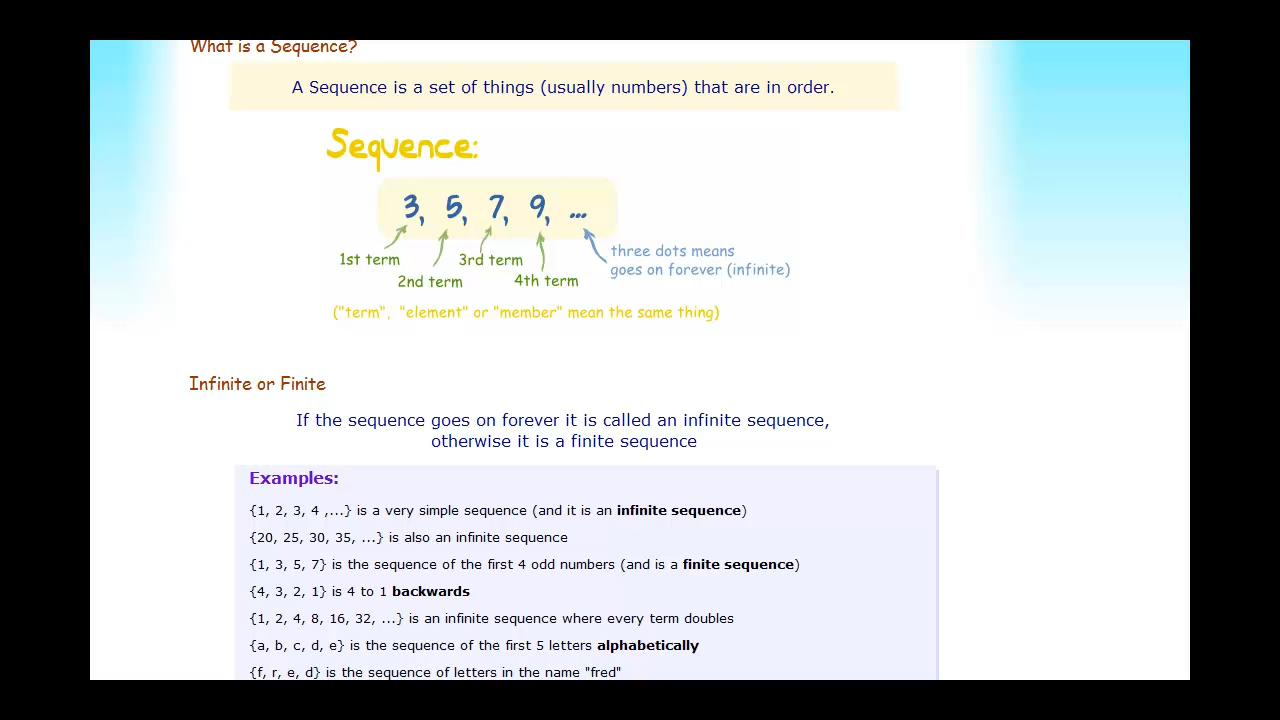 What is a Sequence?
A Sequence is a set of things (usually numbers) that are in order.
Sequence:
3, 5, 7, 9, ...
1st term
2nd term
3rd term
4th term
three dots means
goes on forever (infinite)
("term", "element" or "member" mean the same thing)
Infinite or Finite
If the sequence goes on forever it is called an infinite sequence,
otherwise it is a finite sequence
Examples:
{1, 2, 3, 4 ,...} is a very simple sequence (and it is an infinite sequence)
{20, 25, 30, 35, ...} is also an infinite sequence
{1, 3, 5, 7} is the sequence of the first 4 odd numbers (and is a finite sequence)
{4, 3, 2, 1} is 4 to 1 backwards
{1, 2, 4, 8, 16, 32, ...} is an infinite sequence where every term doubles
{a, b, c, d, e} is the sequence of the first 5 letters alphabetically
{f, r, e, d} is the sequence of letters in the name "fred"